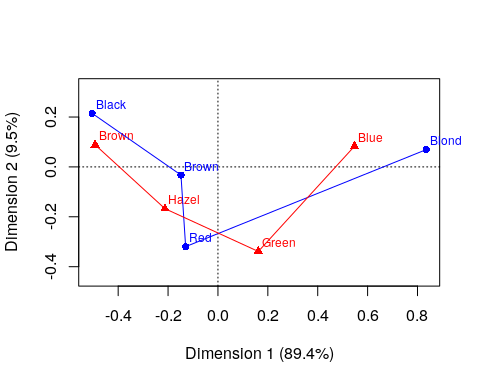 Black
Brown
Blue
Blond
Brown
Hazel
Red
Green
0.2
0.0
-0.2
-0.4
-0.4
-0.2
0.0
0.2
0.4
0.6
0.8
Dimension 1 (89.4%)
Dimension 2 (9.5%)